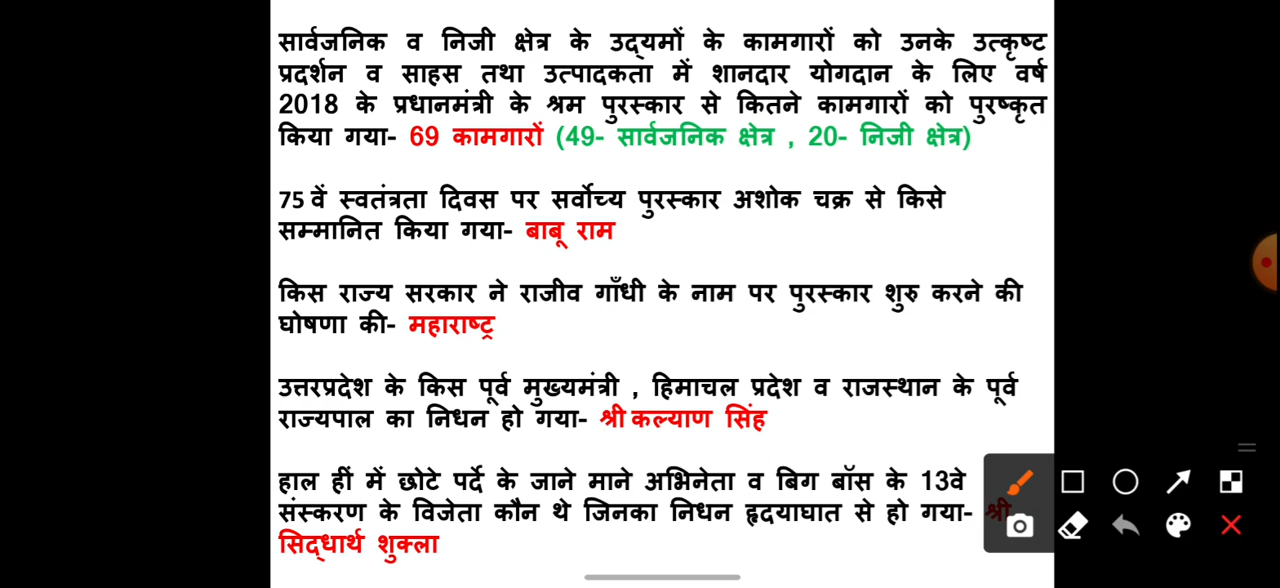 सार्वजनिक व निजी क्षेत्र के उद्यमों के कामगारों को उनके उत्कृष्ट
प्रदर्शन व साहस तथा उत्पादकता में शानदार योगदान के लिए वर्ष
2018 के प्रधानमंत्री के श्रम पुरस्कार से कितने कामगारों को पुरष्कृत
किया गया- 69 कामगारों (49- सार्वजनिक क्षेत्र , 20- निजी क्षेत्र)
75 वें स्वतंत्रता दिवस पर सर्वोच्य पुरस्कार अशोक चक्र से किसे
सम्मानित किया गया- बाबू राम
किस राज्य सरकार ने राजीव गाँधी के नाम पर पुरस्कार शुरु करने की
घोषणा की- महाराष्ट्र
उत्तरप्रदेश के किस पूर्व मुख्यमंत्री , हिमाचल प्रदेश व राजस्थान के पूर्व
राज्यपाल का निधन हो गया- श्री कल्याण सिंह
हाल हीं में छोटे पर्दे के जाने माने अभिनेता व बिग बॉस के 13वे
संस्करण के विजेता कौन थे जिनका निधन हृदयाघात से हो गया- श्री
सिद्धार्थ शुक्ला